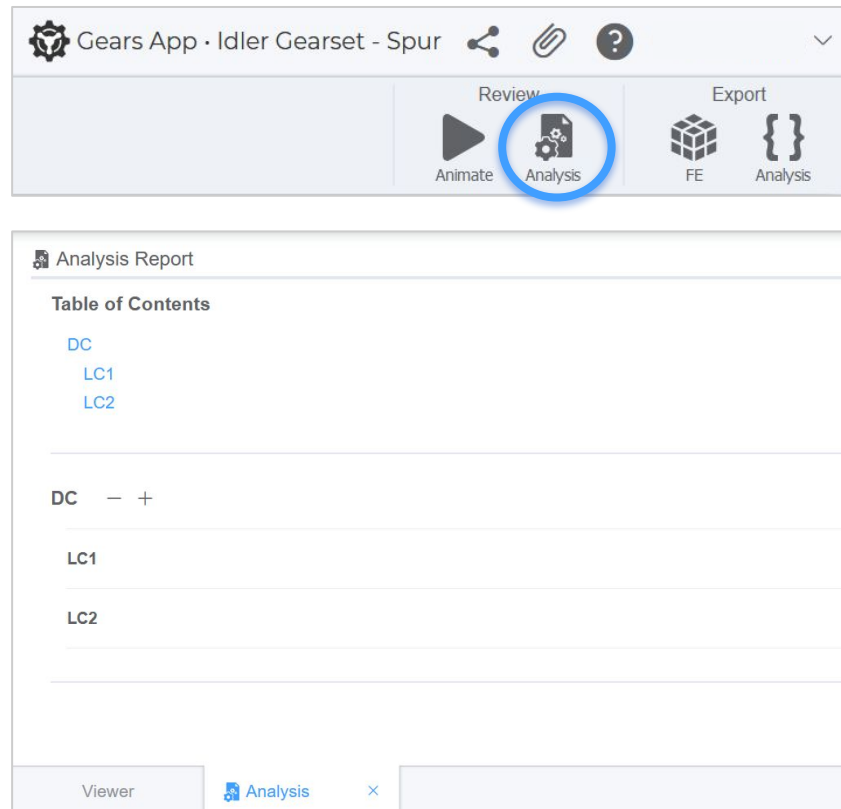 Gears App · Idler Gearset - Spur
Review
Export
Animate
Analysis
FE
Analysis
Analysis Report
Table of Contents
DC
LC1
LC2
DC − +
LC1
LC2
Viewer
Analysis ×